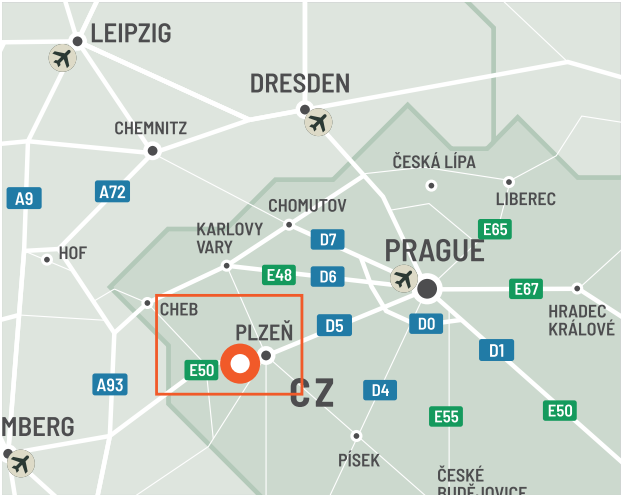 LEIPZIG
DRESDEN
CHEMNITZ
ČESKÁ LÍPA
A9
A72
LIBEREC
CHOMUTOV
KARLOVY
VARY
D7
E65
HOF
PRAGUE
E48
D6
E67
CHEB
HRADEC
KRÁLOVÉ
PLZEŇ
D5
D0
D1
E50
A93
CZ
D4
E55
E50
MBERG
PÍSEK
ČESKÉ
BUDĚJOVICE